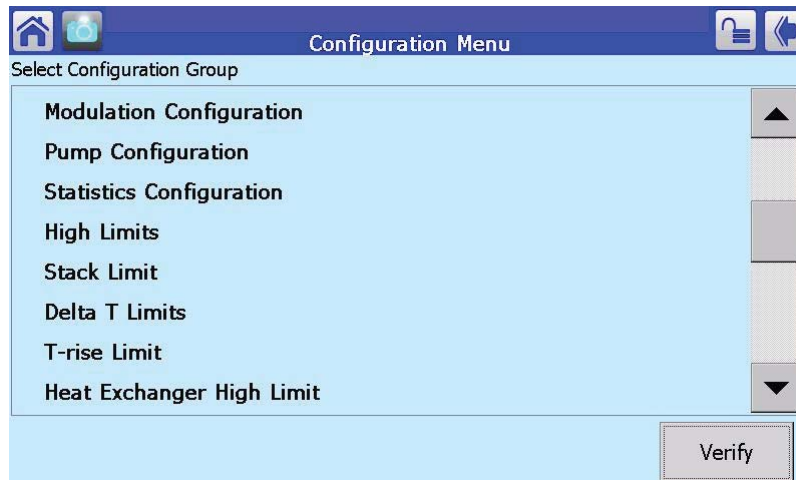 Configuration Menu
Select Configuration Group
Modulation Configuration
Pump Configuration
Statistics Configuration
High Limits
Stack Limit
Delta T Limits
T-rise Limit
Heat Exchanger High Limit
Verify